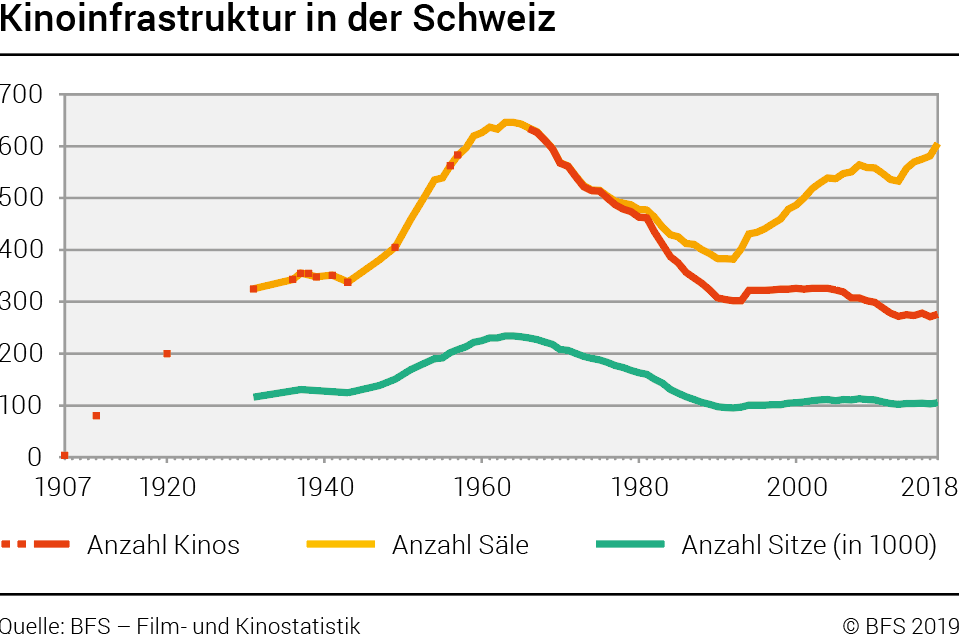 Kinoinfrastruktur in der Schweiz
700
600
500
400
300
200
100
0
1907 1920 1940 1960 1980 2000 2018
Anzahl Kinos Anzahl Säle Anzahl Sitze (in 1000)
Quelle: BFS – Film- und Kinostatistik © BFS 2019